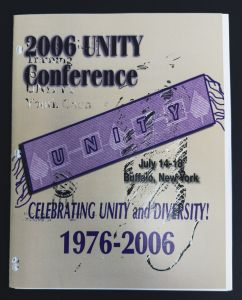 2006 UNITY
Conference
UNITY
July 14-16
Buffalo, New York
CELEBRATING UNITY and DIVERSITY!
1976-2006